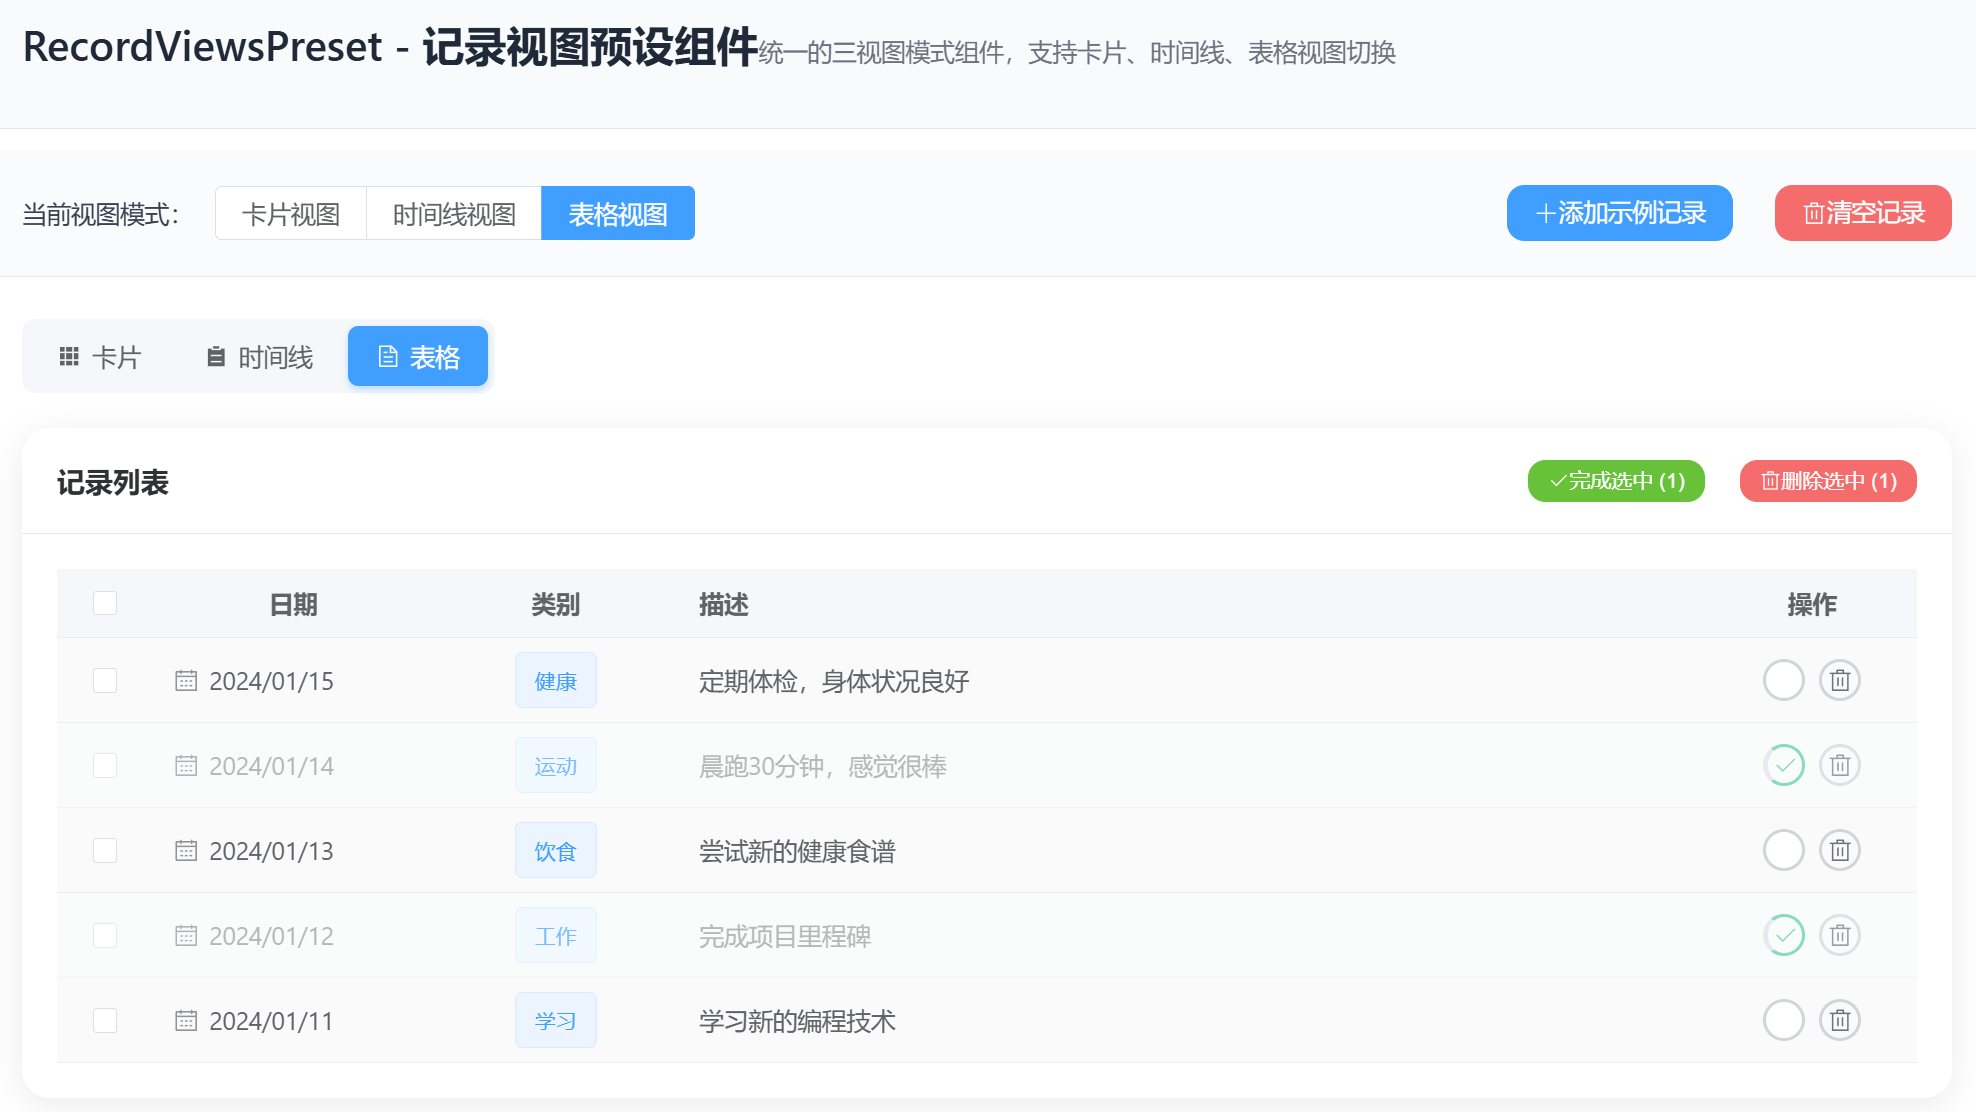 RecordViewsPreset - 记录视图预设组件统一的三视图模式组件，支持卡片、时间线、表格视图切换
当前视图模式： 卡片视图 时间线视图 表格视图 添加示例记录 清空记录
卡片 时间线 表格
记录列表 完成选中 (1) 删除选中 (1)
日期 类别 描述 操作
2024/01/15 健康 定期体检，身体状况良好
2024/01/14 运动 晨跑30分钟，感觉很棒
2024/01/13 饮食 尝试新的健康食谱
2024/01/12 工作 完成项目里程碑
2024/01/11 学习 学习新的编程技术